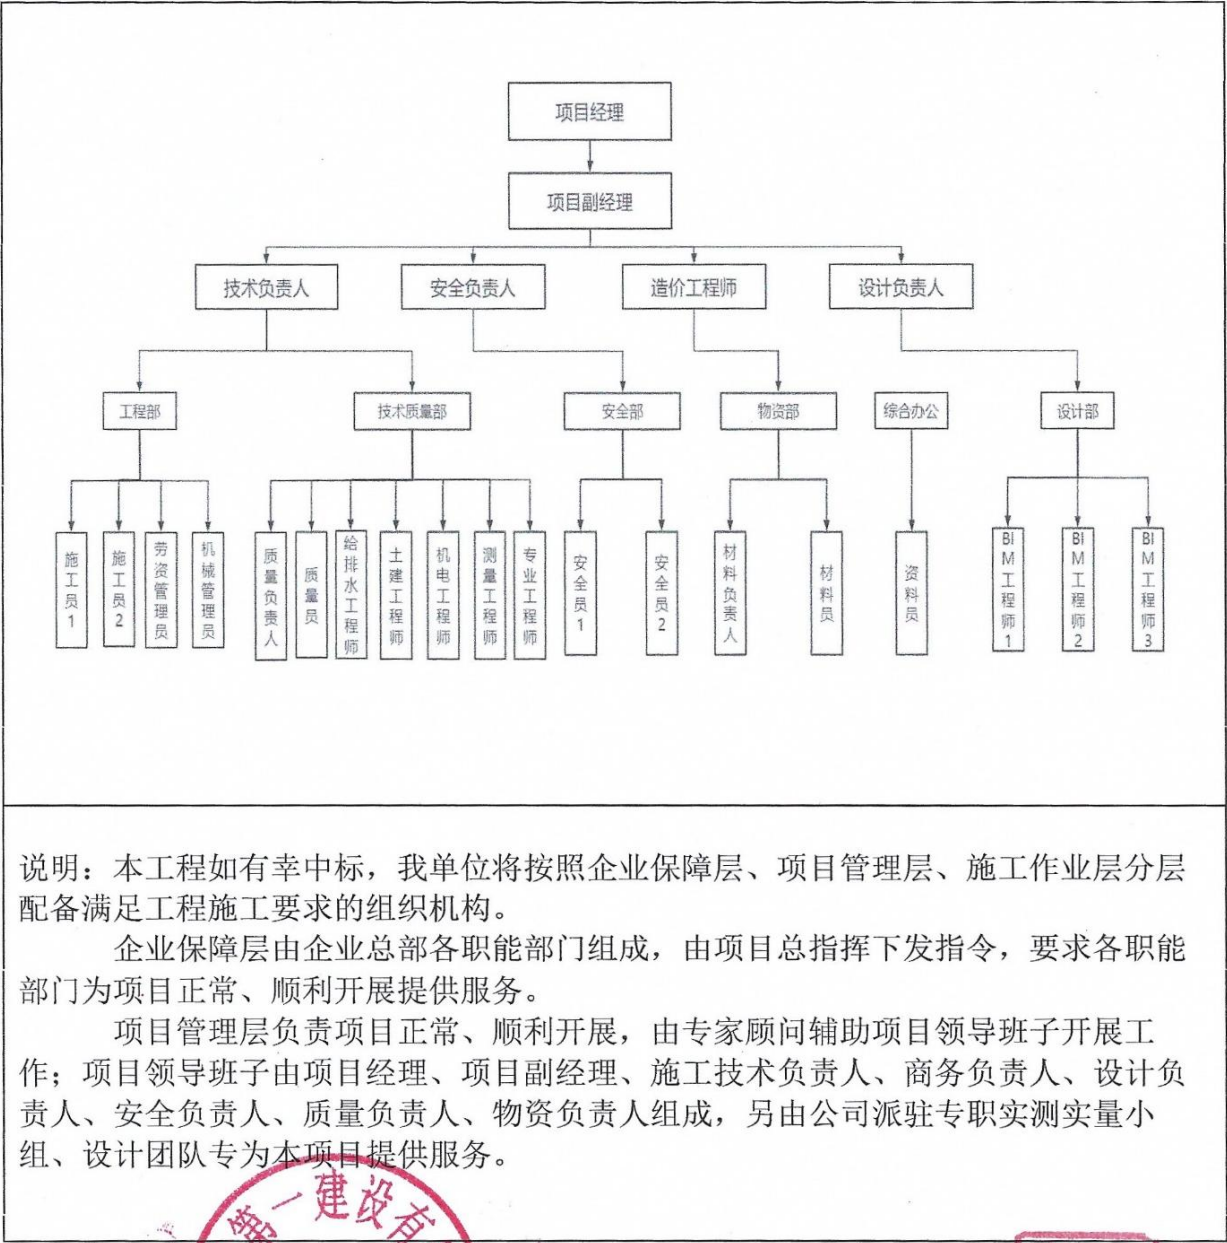 项目经理
项目副经理
技术负责人
安全负责人
造价工程师
设计负责人
工程部
技术质量部
安全部
物资部
综合办公
设计部
施工员1
施工员2
劳资管理员
机械管理员
质量负责人
质量员
给排水工程师
土建工程师
机电工程师
测量工程师
专业工程师
安全员1
安全员2
材料负责人
材料员
资料员
BIM工程师1
BIM工程师2
BIM工程师3
说明：本工程如有幸中标，我单位将按照企业保障层、项目管理层、施工作业层分层
配备满足工程施工要求的组织机构。
企业保障层由企业总部各职能部门组成，由项目总指挥下发指令，要求各职能
部门为项目正常、顺利开展提供服务。
项目管理层负责项目正常、顺利开展，由专家顾问辅助项目领导班子开展工
作；项目领导班子由项目经理、项目副经理、施工技术负责人、商务负责人、设计负
责人、安全负责人、质量负责人、物资负责人组成，另由公司派驻专职实测实量小
组、设计团队专为本项目提供服务。
第一建设有